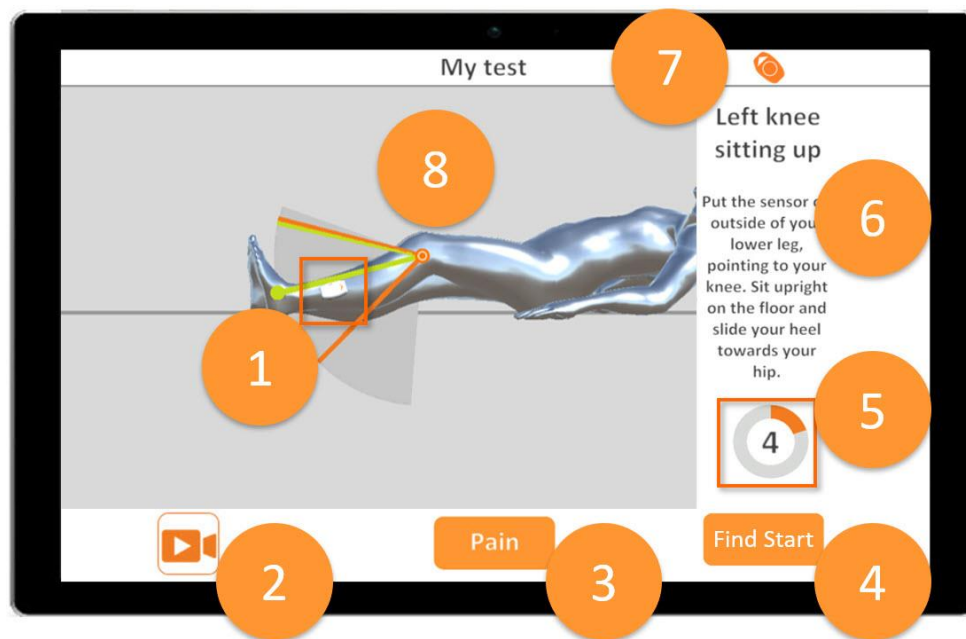 My test
7
8
Left knee
sitting up
6
Put the sensor
outside of you
lower leg,
pointing to your
knee. Sit upright
on the floor and
slide your heel
towards your
hip.
1
5
4
Pain
Find Start
2
3
4